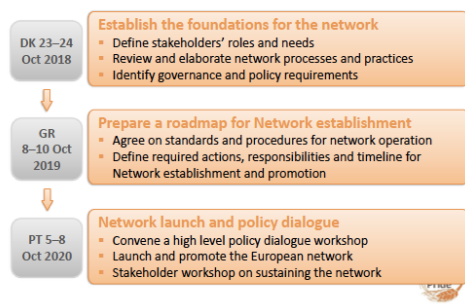 DK 23–24
Oct 2018
Establish the foundations for the network
▪ Define stakeholders' roles and needs
▪ Review and elaborate network processes and practices
▪ Identify governance and policy requirements
GR
8–10 Oct
2019
Prepare a roadmap for Network establishment
▪ Agree on standards and procedures for network operation
▪ Define required actions, responsibilities and timeline for
Network establishment and promotion
PT 5–8
Oct 2020
Network launch and policy dialogue
▪ Convene a high level policy dialogue workshop
▪ Launch and promote the European network
▪ Stakeholder workshop on sustaining the network
Pride